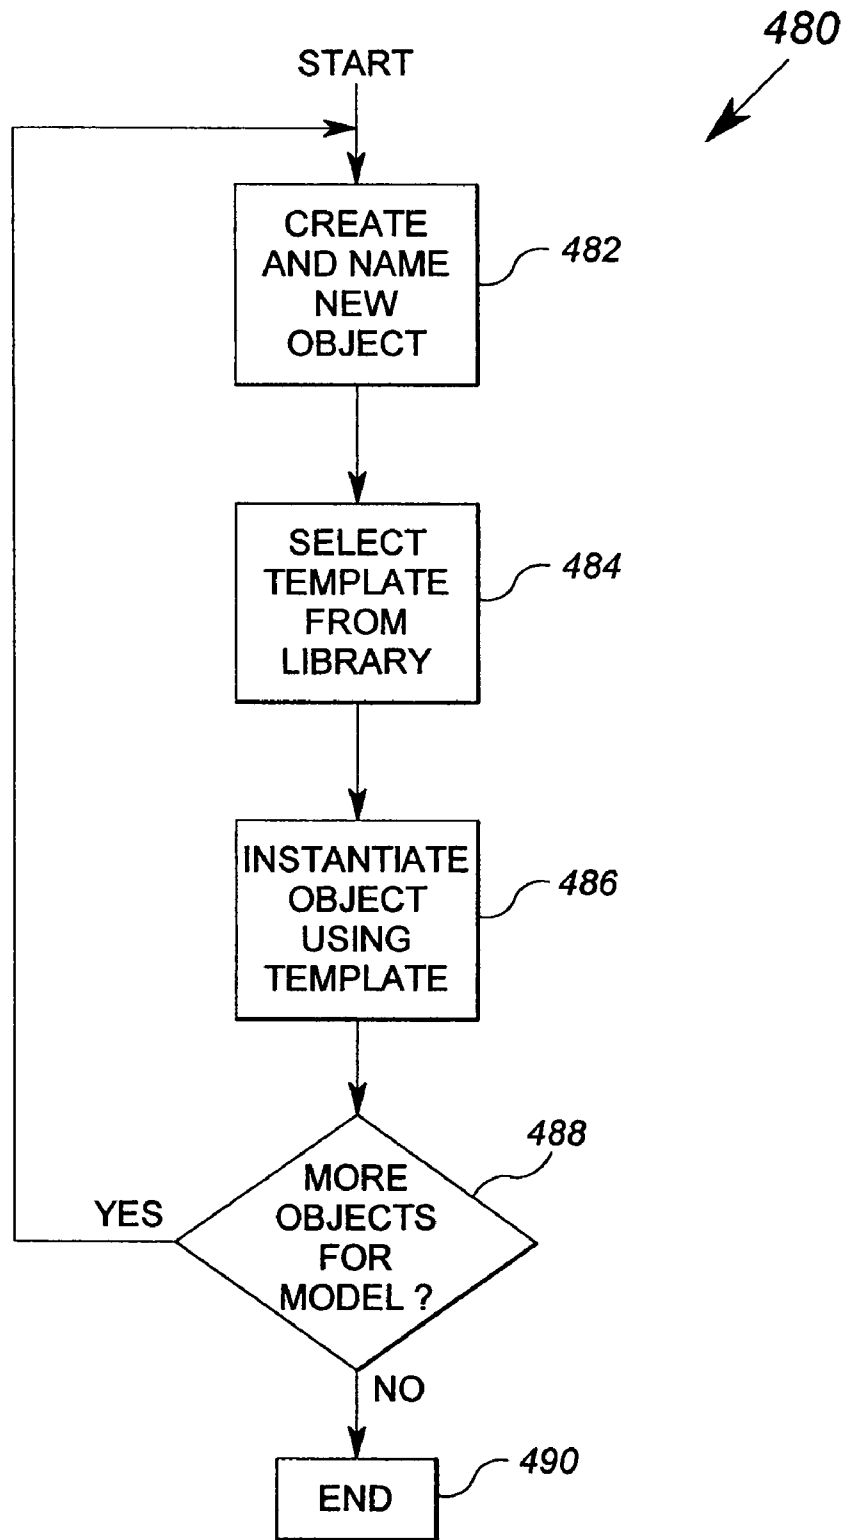 480
START
CREATE
AND NAME
NEW
OBJECT
482
SELECT
TEMPLATE
FROM
LIBRARY
484
INSTANTIATE
OBJECT
USING
TEMPLATE
486
488
YES
MORE
OBJECTS
FOR
MODEL ?
NO
END
490